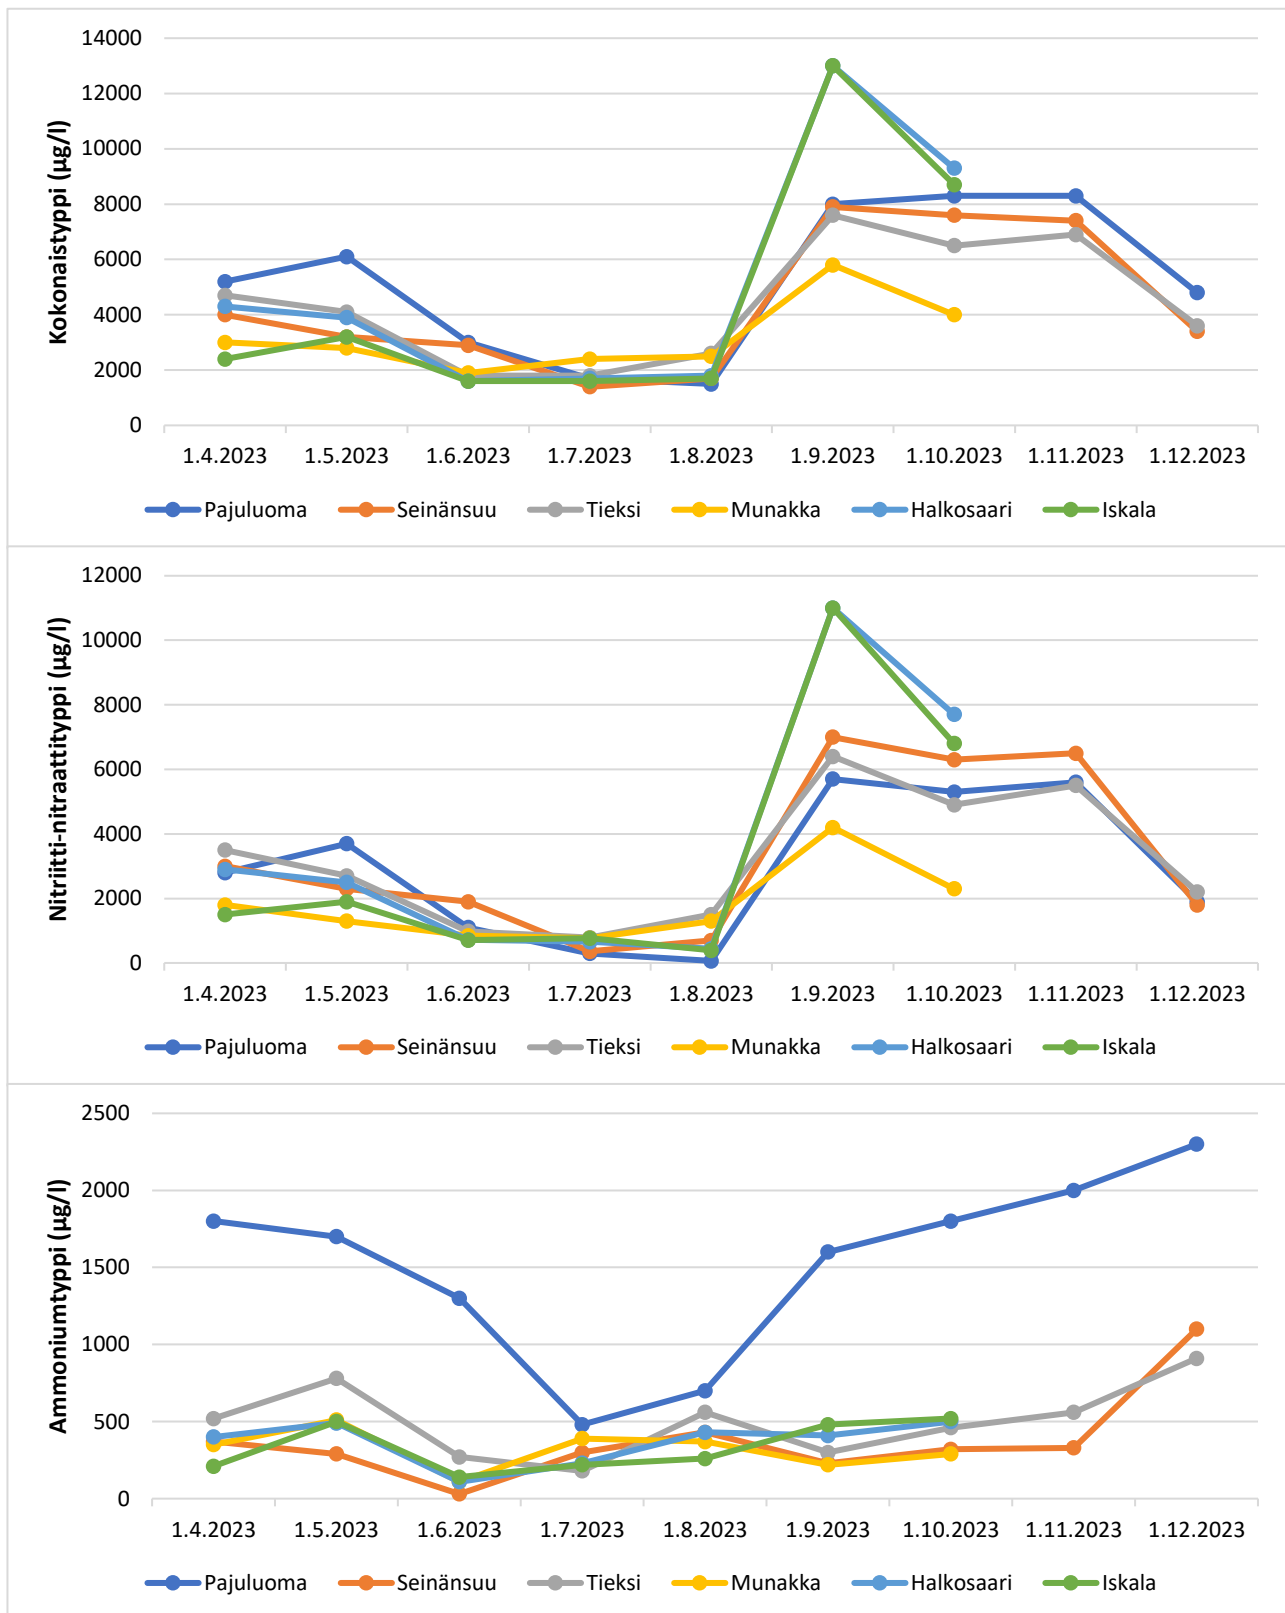 Kokonaistyppi (µg/l)
14000
12000
10000
8000
6000
4000
2000
0
1.4.2023 1.5.2023 1.6.2023 1.7.2023 1.8.2023 1.9.2023 1.10.2023 1.11.2023 1.12.2023
Pajuluoma Seinänsuu Tieksi Munakka Halkosaari Iskala
Nitriitti-nitraattityppi (µg/l)
12000
10000
8000
6000
4000
2000
0
1.4.2023 1.5.2023 1.6.2023 1.7.2023 1.8.2023 1.9.2023 1.10.2023 1.11.2023 1.12.2023
Pajuluoma Seinänsuu Tieksi Munakka Halkosaari Iskala
Ammoniumtyppi (µg/l)
2500
2000
1500
1000
500
0
1.4.2023 1.5.2023 1.6.2023 1.7.2023 1.8.2023 1.9.2023 1.10.2023 1.11.2023 1.12.2023
Pajuluoma Seinänsuu Tieksi Munakka Halkosaari Iskala